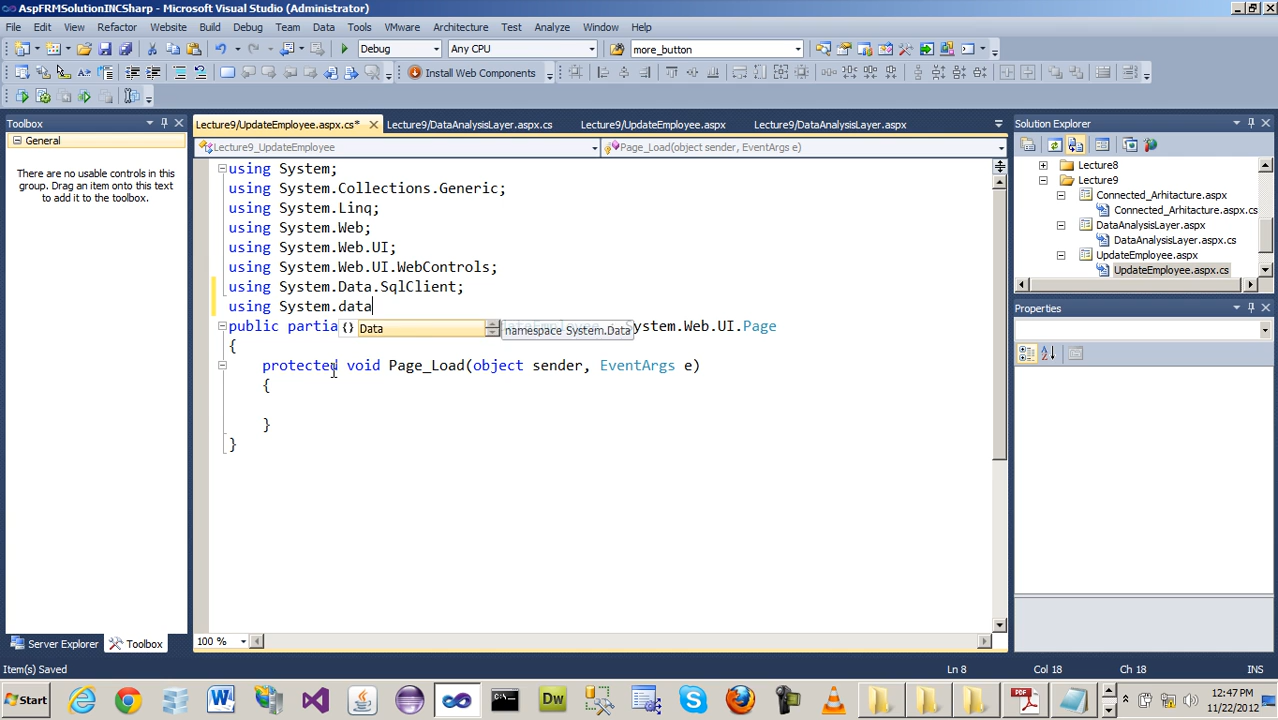 AspFRMSolutionINCSharp - Microsoft Visual Studio (Administrator)
File Edit View Refactor Website Build Debug Team Data Tools VMware Architecture Test Analyze Window Help
Debug Any CPU more_button
Install Web Components
Toolbox
General
There are no usable controls in this
group. Drag an item onto this text
to add it to the toolbox.
Lecture9/UpdateEmployee.aspx.cs* Lecture9/DataAnalysisLayer.aspx.cs Lecture9/UpdateEmployee.aspx Lecture9/DataAnalysisLayer.aspx
Lecture9_UpdateEmployee Page_Load(object sender, EventArgs e)
using System;
using System.Collections.Generic;
using System.Linq;
using System.Web;
using System.Web.UI;
using System.Web.UI.WebControls;
using System.Data.SqlClient;
using System.data
public partia System.Web.UI.Page
{} Data namespace System.Data
{
protected void Page_Load(object sender, EventArgs e)
{
}
}
100 %
Solution Explorer
Lecture8
Lecture9
Connected_Arhitacture.aspx
Connected_Arhitacture.aspx.cs
DataAnalysisLayer.aspx
DataAnalysisLayer.aspx.cs
UpdateEmployee.aspx
UpdateEmployee.aspx.cs
Properties
Server Explorer Toolbox
Item(s) Saved Ln 8 Col 18 Ch 18 INS
Start 12:47 PM
11/22/2012